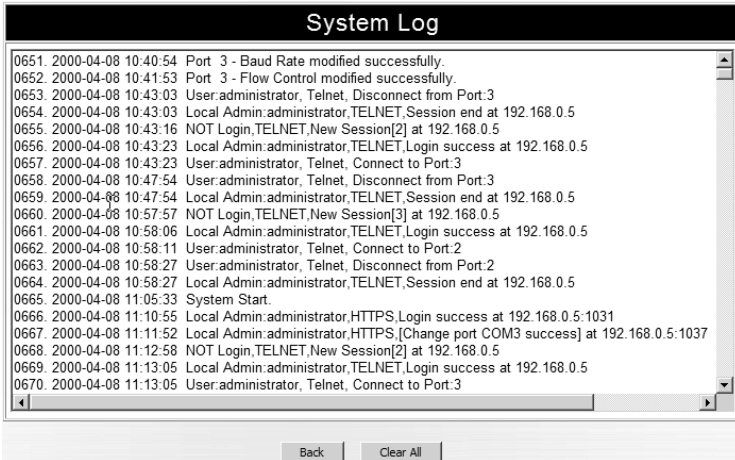 System Log
0651. 2000-04-08 10:40:54 Port 3 - Baud Rate modified successfully.
0652. 2000-04-08 10:41:53 Port 3 - Flow Control modified successfully.
0653. 2000-04-08 10:43:03 User:administrator, Telnet, Disconnect from Port:3
0654. 2000-04-08 10:43:03 Local Admin:administrator,TELNET,Session end at 192.168.0.5
0655. 2000-04-08 10:43:16 NOT Login,TELNET,New Session[2] at 192.168.0.5
0656. 2000-04-08 10:43:23 Local Admin:administrator,TELNET,Login success at 192.168.0.5
0657. 2000-04-08 10:43:23 User:administrator, Telnet, Connect to Port:3
0658. 2000-04-08 10:47:54 User:administrator, Telnet, Disconnect from Port:3
0659. 2000-04-08 10:47:54 Local Admin:administrator,TELNET,Session end at 192.168.0.5
0660. 2000-04-08 10:57:57 NOT Login,TELNET,New Session[3] at 192.168.0.5
0661. 2000-04-08 10:58:06 Local Admin:administrator,TELNET,Login success at 192.168.0.5
0662. 2000-04-08 10:58:11 User:administrator, Telnet, Connect to Port:2
0663. 2000-04-08 10:58:27 User:administrator, Telnet, Disconnect from Port:2
0664. 2000-04-08 10:58:27 Local Admin:administrator,TELNET,Session end at 192.168.0.5
0665. 2000-04-08 11:05:33 System Start.
0666. 2000-04-08 11:10:55 Local Admin:administrator,HTTPS,Login success at 192.168.0.5:1031
0667. 2000-04-08 11:11:52 Local Admin:administrator,HTTPS,[Change port COM3 success] at 192.168.0.5:1037
0668. 2000-04-08 11:12:58 NOT Login,TELNET,New Session[2] at 192.168.0.5
0669. 2000-04-08 11:13:05 Local Admin:administrator,TELNET,Login success at 192.168.0.5
0670. 2000-04-08 11:13:05 User:administrator, Telnet, Connect to Port:3
Back Clear All